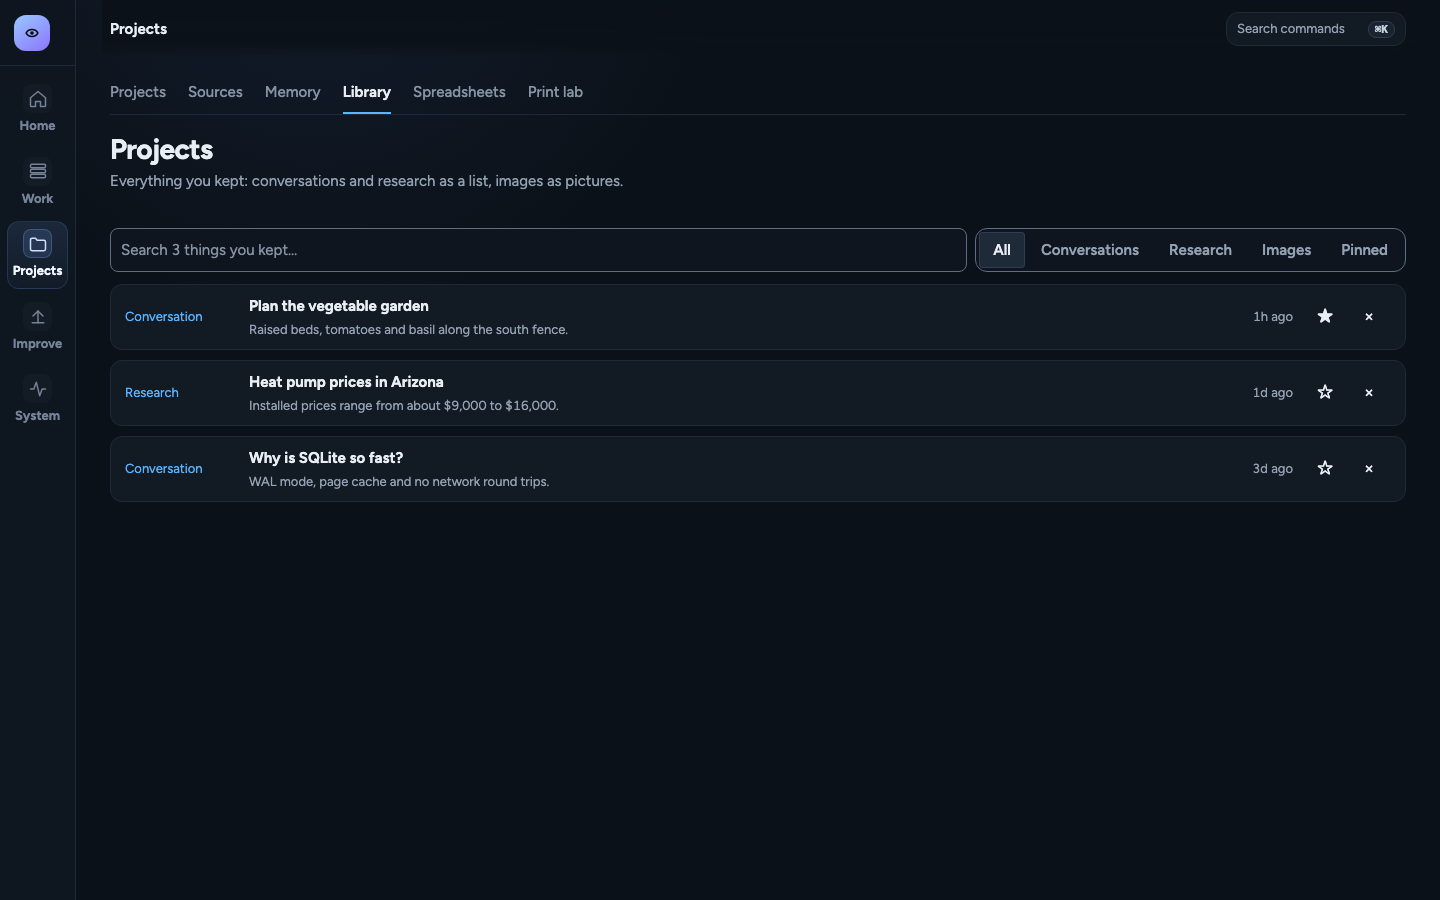 Projects
Search commands ⌘K
Home
Work
Projects
Improve
System
Projects Sources Memory Library Spreadsheets Print lab
Projects
Everything you kept: conversations and research as a list, images as pictures.
Search 3 things you kept...
All Conversations Research Images Pinned
Conversation
Plan the vegetable garden
Raised beds, tomatoes and basil along the south fence.
1h ago
Research
Heat pump prices in Arizona
Installed prices range from about $9,000 to $16,000.
1d ago
Conversation
Why is SQLite so fast?
WAL mode, page cache and no network round trips.
3d ago